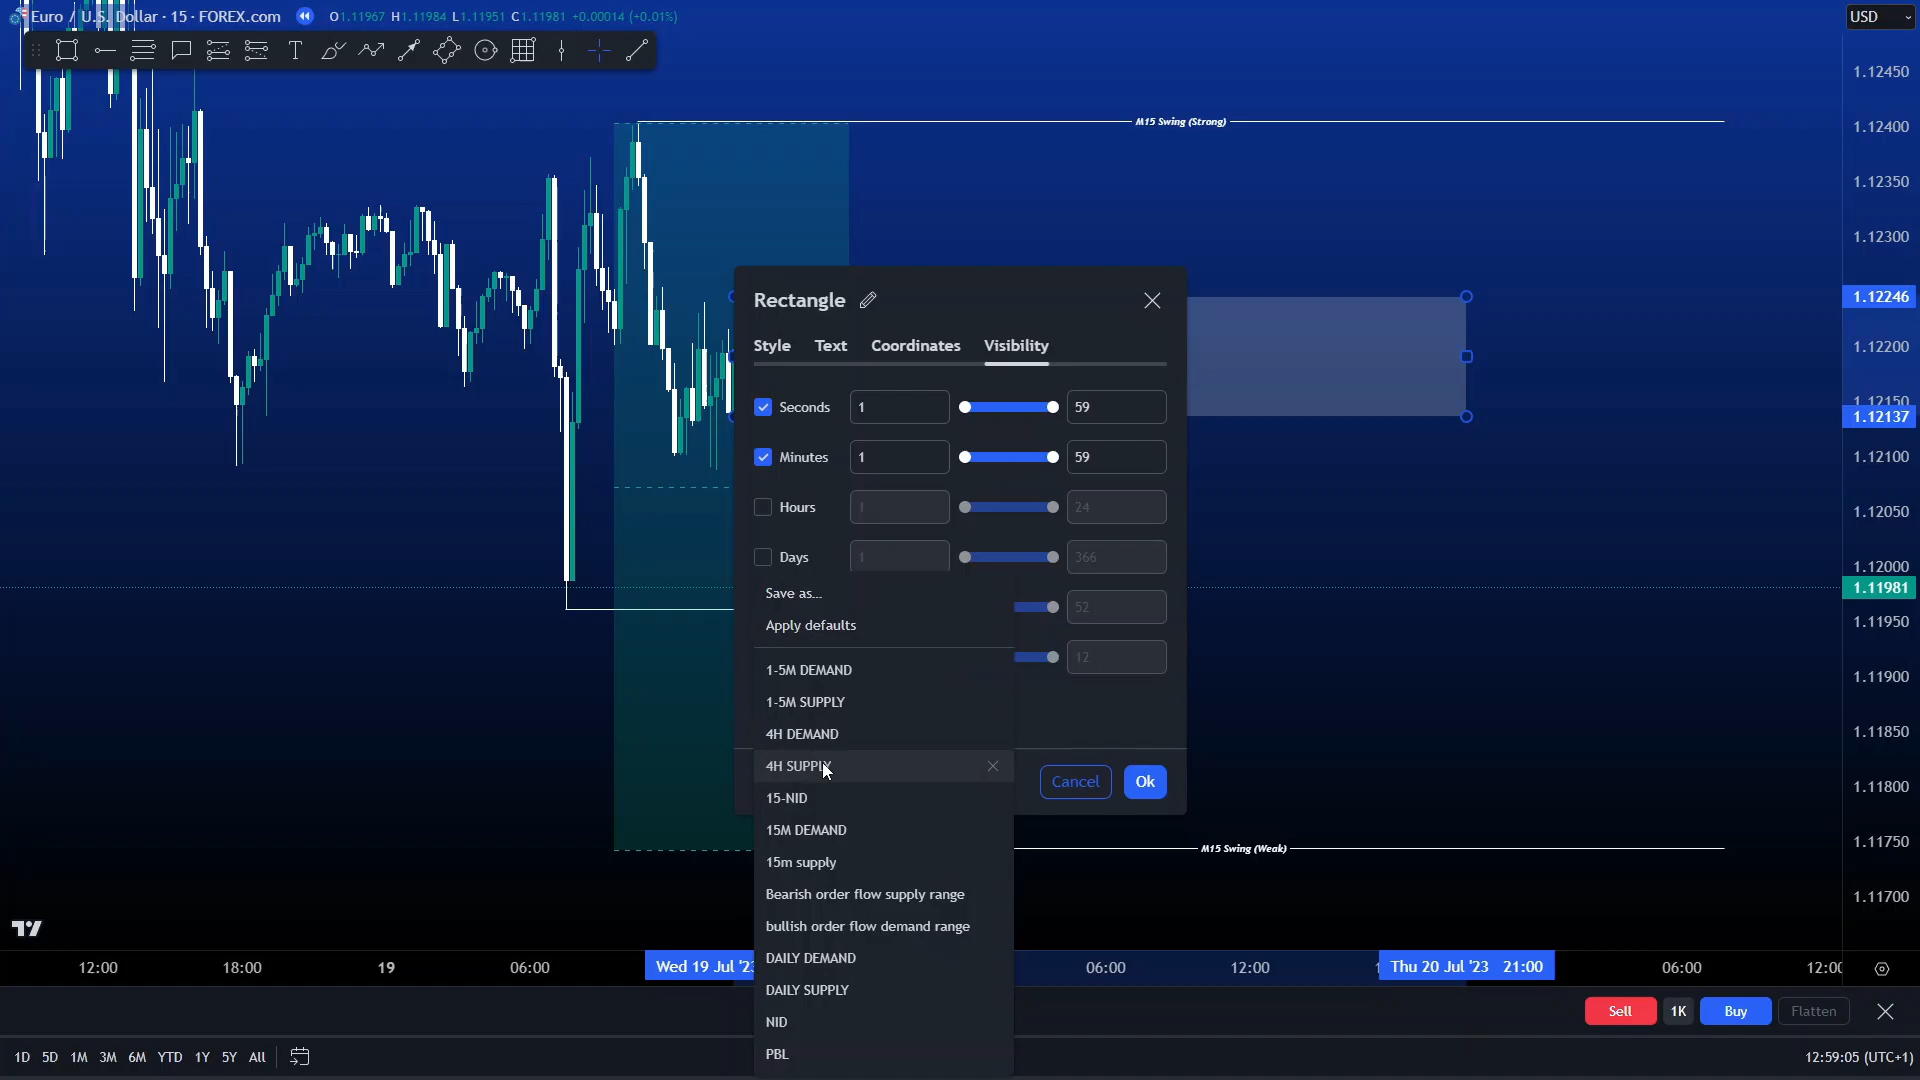 Euro / U.S. Dollar · 15 · FOREX.com
O1.11967 H1.11984 L1.11951 C1.11981 +0.00014 (+0.01%)
USD
1.12450
M15 Swing (Strong)
1.12400
1.12350
1.12300
Rectangle
1.12246
Style Text Coordinates Visibility
1.12200
Seconds 1 59
1.12150
1.12137
Minutes 1 59
1.12100
Hours 1 24
1.12050
Days 1 366
1.12000
1.11981
Save as...
52
Apply defaults
1.11950
12
1-5M DEMAND
1.11900
1-5M SUPPLY
4H DEMAND
1.11850
4H SUPPLY
Cancel Ok
15-NID
1.11800
15M DEMAND
M15 Swing (Weak)
1.11750
15m supply
Bearish order flow supply range
1.11700
bullish order flow demand range
DAILY DEMAND
12:00 18:00 19 06:00 Wed 19 Jul '23 06:00 12:00 Thu 20 Jul '23 21:00 06:00 12:00
DAILY SUPPLY
NID
Sell 1K Buy Flatten
PBL
1D 5D 1M 3M 6M YTD 1Y 5Y All
12:59:05 (UTC+1)